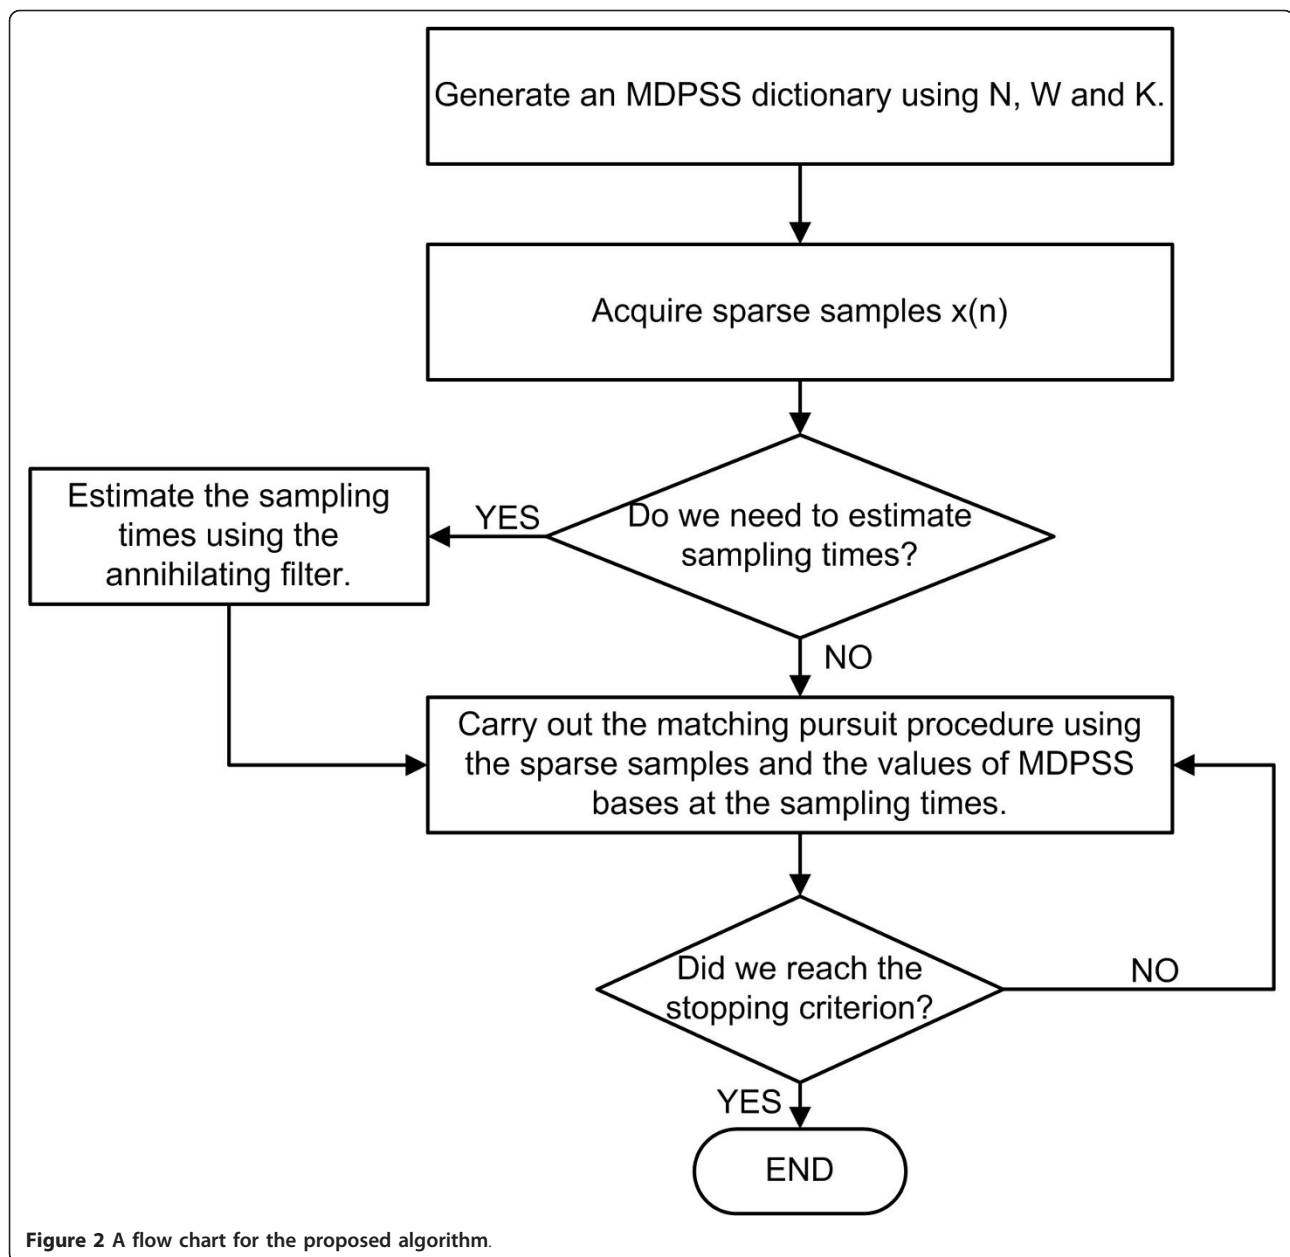 Generate an MDPSS dictionary using N, W and K.
Acquire sparse samples x(n)
Do we need to estimate
sampling times?
YES
Estimate the sampling
times using the
annihilating filter.
NO
Carry out the matching pursuit procedure using
the sparse samples and the values of MDPSS
bases at the sampling times.
Did we reach the
stopping criterion?
NO
YES
END
Figure 2 A flow chart for the proposed algorithm.